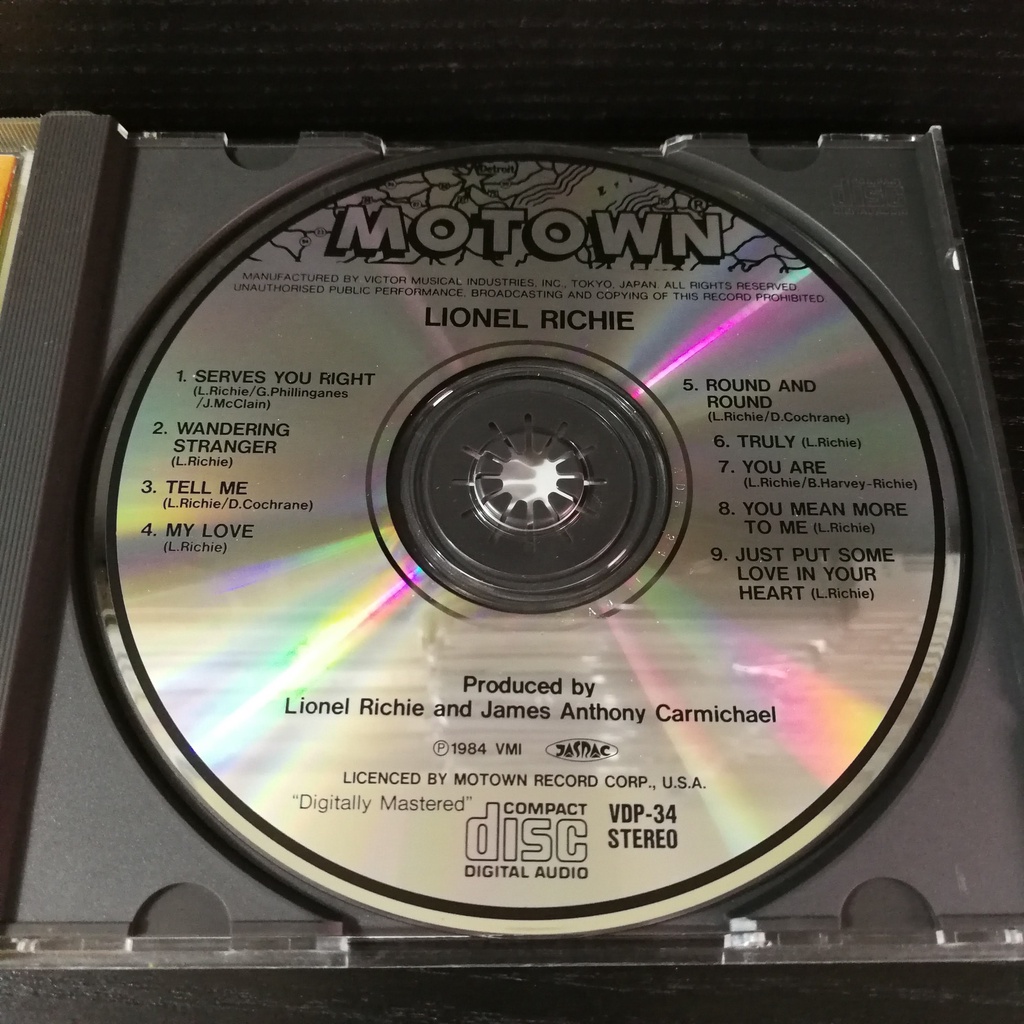 Detroit
MOTOWN®
MANUFACTURED BY VICTOR MUSICAL INDUSTRIES, INC., TOKYO, JAPAN. ALL RIGHTS RESERVED
UNAUTHORISED PUBLIC PERFORMANCE, BROADCASTING AND COPYING OF THIS RECORD PROHIBITED
LIONEL RICHIE
1. SERVES YOU RIGHT
(L.Richie/G.Phillinganes
/J.McClain)
2. WANDERING
STRANGER
(L.Richie)
3. TELL ME
(L.Richie/D.Cochrane)
4. MY LOVE
(L.Richie)
5. ROUND AND
ROUND
(L.Richie/D.Cochrane)
6. TRULY (L.Richie)
7. YOU ARE
(L.Richie/B.Harvey-Richie)
8. YOU MEAN MORE
TO ME (L.Richie)
9. JUST PUT SOME
LOVE IN YOUR
HEART (L.Richie)
Produced by
Lionel Richie and James Anthony Carmichael
℗1984 VMI JASRAC
LICENCED BY MOTOWN RECORD CORP., U.S.A.
"Digitally Mastered"
COMPACT
disc
DIGITAL AUDIO
VDP-34
STEREO
disc